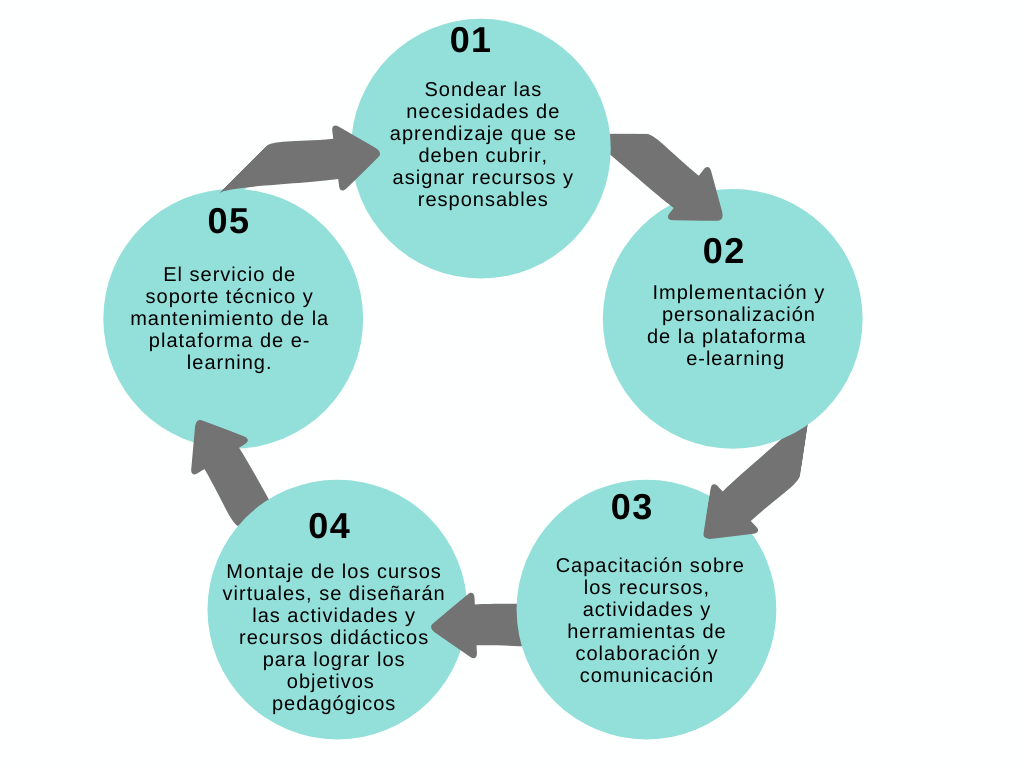 01
Sondear las
necesidades de
aprendizaje que se
deben cubrir,
asignar recursos y
responsables
02
Implementación y
personalización
de la plataforma
e-learning
03
Capacitación sobre
los recursos,
actividades y
herramientas de
colaboración y
comunicación
04
Montaje de los cursos
virtuales, se diseñarán
las actividades y
recursos didácticos
para lograr los
objetivos
pedagógicos
05
El servicio de
soporte técnico y
mantenimiento de la
plataforma de e-
learning.